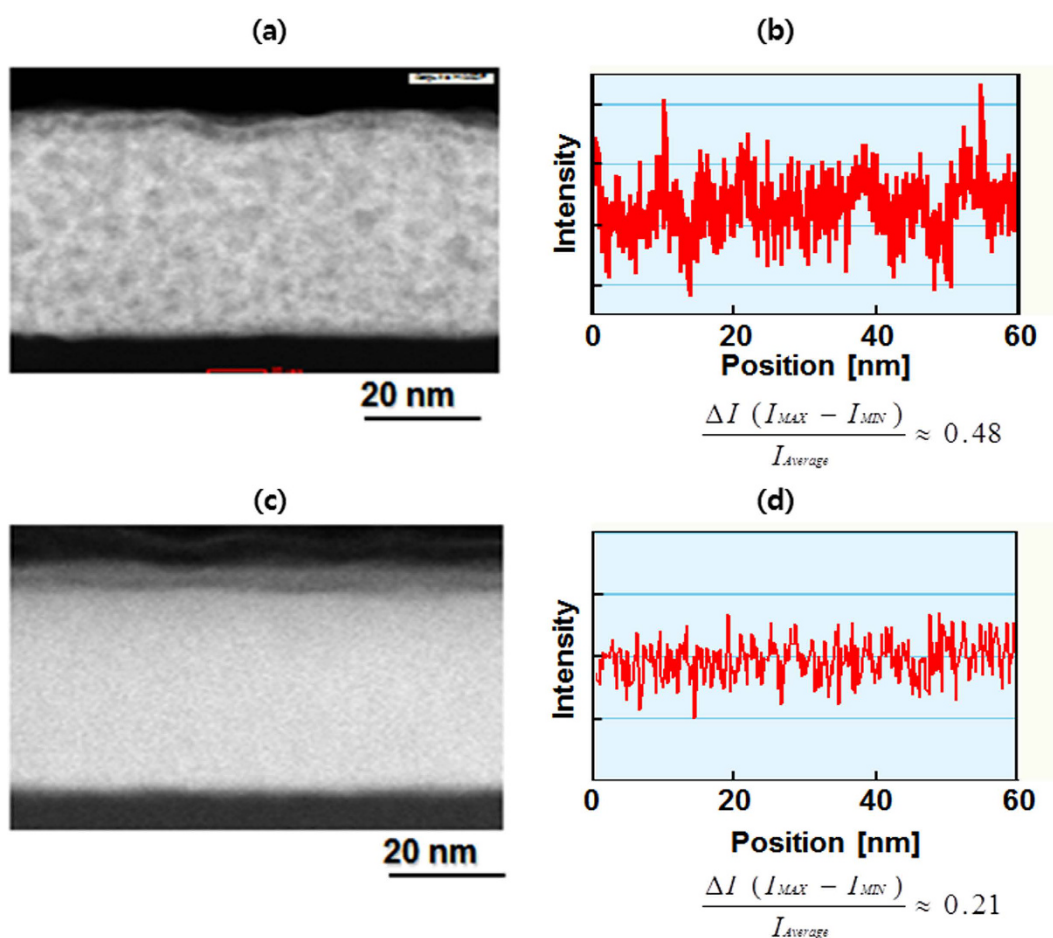 (a)
(b)
20 nm
Intensity
0 20 40 60
Position [nm]
ΔI (I_MAX − I_MIN) / I_Average ≈ 0.48
(c)
(d)
20 nm
Intensity
0 20 40 60
Position [nm]
ΔI (I_MAX − I_MIN) / I_Average ≈ 0.21